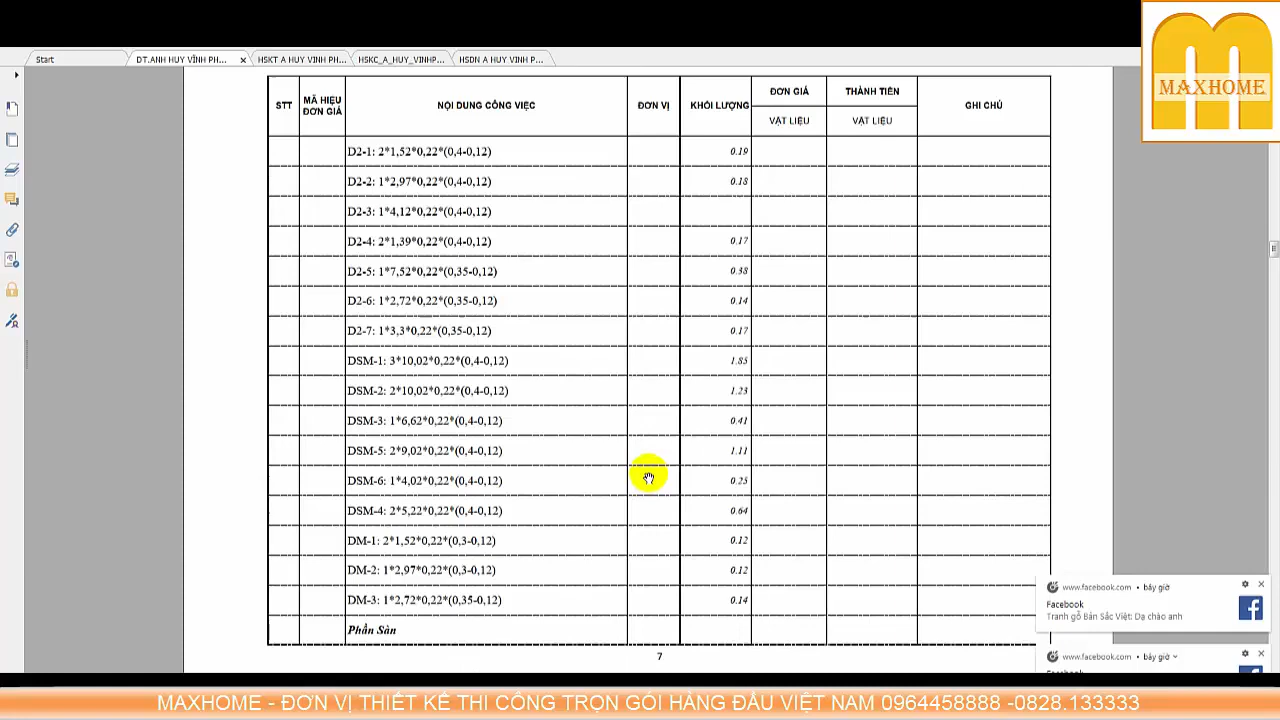 MAXHOME
Start
DT.ANH HUY VĨNH PH...
HSKT A HUY VINH PH...
HSKC_A_HUY_VINHP...
HSDN A HUY VINH P...
STT
MÃ HIỆU
ĐƠN GIÁ
NỘI DUNG CÔNG VIỆC
ĐƠN VỊ
KHỐI LƯỢNG
ĐƠN GIÁ
THÀNH TIỀN
GHI CHÚ
VẬT LIỆU
VẬT LIỆU
D2-1: 2*1,52*0,22*(0,4-0,12) 0.19
D2-2: 1*2,97*0,22*(0,4-0,12) 0.18
D2-3: 1*4,12*0,22*(0,4-0,12)
D2-4: 2*1,39*0,22*(0,4-0,12) 0.17
D2-5: 1*7,52*0,22*(0,35-0,12) 0.38
D2-6: 1*2,72*0,22*(0,35-0,12) 0.14
D2-7: 1*3,3*0,22*(0,35-0,12) 0.17
DSM-1: 3*10,02*0,22*(0,4-0,12) 1.85
DSM-2: 2*10,02*0,22*(0,4-0,12) 1.23
DSM-3: 1*6,62*0,22*(0,4-0,12) 0.41
DSM-5: 2*9,02*0,22*(0,4-0,12) 1.11
DSM-6: 1*4,02*0,22*(0,4-0,12) 0.25
DSM-4: 2*5,22*0,22*(0,4-0,12) 0.64
DM-1: 2*1,52*0,22*(0,3-0,12) 0.12
DM-2: 1*2,97*0,22*(0,3-0,12) 0.12
DM-3: 1*2,72*0,22*(0,35-0,12) 0.14
Phần Sàn
7
www.facebook.com • bây giờ
Facebook
Tranh gỗ Bản Sắc Việt: Dạ chào anh
www.facebook.com • bây giờ
MAXHOME - ĐƠN VỊ THIẾT KẾ THI CÔNG TRỌN GÓI HÀNG ĐẦU VIỆT NAM 0964458888 -0828.133333